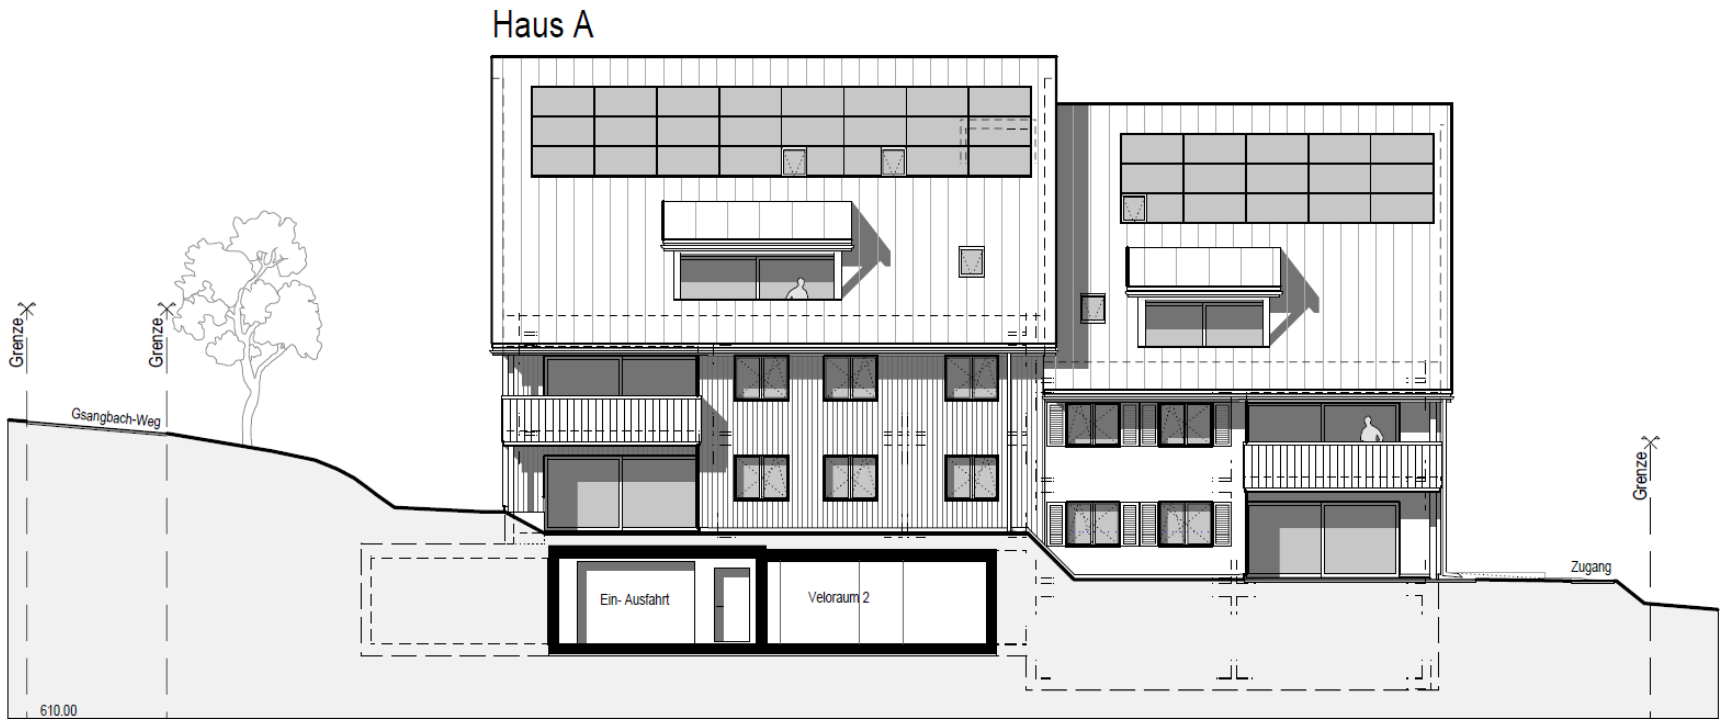 Haus A
Grenze
Grenze
Gsangbach-Weg
Grenze
Zugang
Ein- Ausfahrt
Veloraum 2
610.00